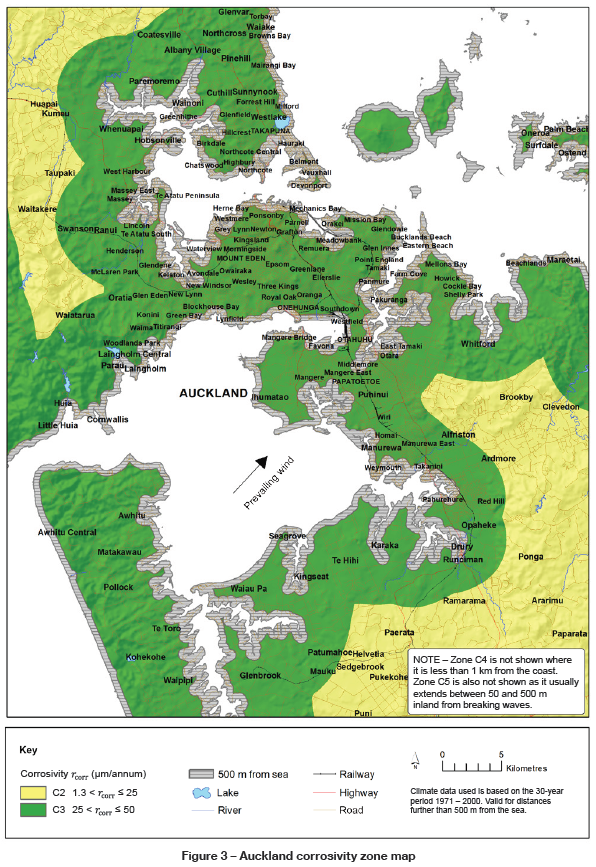 Glenvar
Torbay
Waiake
Browns Bay
Coatesville
Northcross
Albany Village
Pinehill
Mairangi Bay
Paremoremo
Cuthill
Sunnynook
Huapai
Kumeu
Wainoni
Forrest Hill
Milford
Greenhithe
Glenfield
Westlake
Whenuapai
Hillcrest
TAKAPUNA
Oneroa
Palm Beach
Hobsonville
Birkdale
Hauraki
Surfdale
Northcote Central
Ostend
Highbury
Belmont
Chatswood
Northcote
Vauxhall
West Harbour
Taupaki
Devonport
Massey East
Massey
Te Atatu Peninsula
Waitakere
Herne Bay
Mechanics Bay
Westmere
Ponsonby
Mission Bay
Lincoln
Parnell
Orakei
Swanson
Ranui
Te Atatu South
Grey Lynn
Newton
Grafton
Glendowie
Kingsland
Meadowbank
Bucklands Beach
Eastern Beach
Henderson
Waterview
Morningside
Remuera
Glen Innes
MOUNT EDEN
Point England
Glendene
Epsom
Tamaki
Mellons Bay
Beachlands
Maraetai
McLaren Park
Kelston
Avondale
Owairaka
Greenlane
Farm Cove
Howick
New Windsor
Wesley
Ellerslie
Panmure
Cockle Bay
Oratia
Glen Eden
New Lynn
Three Kings
Shelly Park
Royal Oak
Oranga
Pakuranga
Blockhouse Bay
ONEHUNGA
Southdown
Waiatarua
Konini
Green Bay
Lynfield
Westfield
Waima
Titirangi
Mangere Bridge
OTAHUHU
Woodlands Park
Favona
East Tamaki
Whitford
Laingholm Central
Otara
Parau
Laingholm
Middlemore
Mangere East
Mangere
PAPATOETOE
AUCKLAND
Ihumatao
Puhinui
Brookby
Huia
Clevedon
Cornwallis
Wiri
Little Huia
Homai
Alfriston
Manurewa
Manurewa East
Ardmore
Prevailing wind
Weymouth
Takanini
Pahurehure
Red Hill
Awhitu
Opaheke
Awhitu Central
Seagrove
Karaka
Drury
Matakawau
Te Hihi
Runciman
Ponga
Kingseat
Pollock
Waiau Pa
Ramarama
Ararimu
Te Toro
Paerata
Paparata
Kohekohe
Patumahoe
Helvetia
Sedgebrook
Waipipi
Glenbrook
Mauku
Pukekohe
Puni
NOTE – Zone C4 is not shown where
it is less than 1 km from the coast.
Zone C5 is also not shown as it usually
extends between 50 and 500 m
inland from breaking waves.
Key
Corrosivity rcorr (μm/annum)
C2 1.3 < rcorr ≤ 25
C3 25 < rcorr ≤ 50
500 m from sea
Lake
River
Railway
Highway
Road
N
0 5
Kilometres
Climate data used is based on the 30-year
period 1971 – 2000. Valid for distances
further than 500 m from the sea.
Figure 3 – Auckland corrosivity zone map